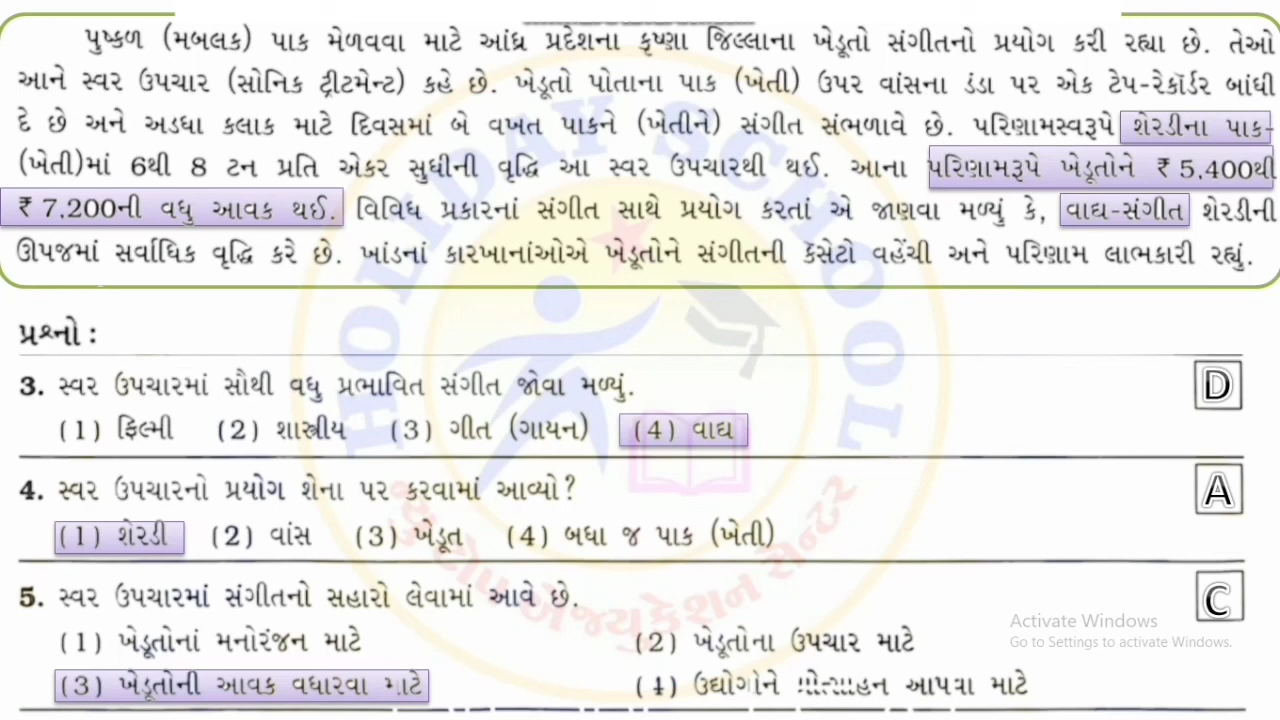 પુષ્કળ (મબલક) પાક મેળવવા માટે આંધ્ર પ્રદેશના કૃષ્ણા જિલ્લાના ખેડૂતો સંગીતનો પ્રયોગ કરી રહ્યા છે. તેઓ
આને સ્વર ઉપચાર (સોનિક ટ્રીટમેન્ટ) કહે છે. ખેડૂતો પોતાના પાક (ખેતી) ઉપર વાંસના ડંડા પર એક ટેપ-રેકૉર્ડર બાંધી
દે છે અને અડધા કલાક માટે દિવસમાં બે વખત પાકને (ખેતીને) સંગીત સંભળાવે છે. પરિણામસ્વરૂપે શેરડીના પાક-
(ખેતી)માં 6થી 8 ટન પ્રતિ એકર સુધીની વૃદ્ધિ આ સ્વર ઉપચારથી થઈ. આના પરિણામરૂપે ખેડૂતોને ₹ 5,400થી
₹ 7,200ની વધુ આવક થઈ. વિવિધ પ્રકારનાં સંગીત સાથે પ્રયોગ કરતાં એ જાણવા મળ્યું કે, વાદ્ય-સંગીત શેરડીની
ઊપજમાં સર્વાધિક વૃદ્ધિ કરે છે. ખાંડનાં કારખાનાંઓએ ખેડૂતોને સંગીતની કૅસેટો વહેંચી અને પરિણામ લાભકારી રહ્યું.
પ્રશ્નો :
3. સ્વર ઉપચારમાં સૌથી વધુ પ્રભાવિત સંગીત જોવા મળ્યું. D
(1) ફિલ્મી (2) શાસ્ત્રીય (3) ગીત (ગાયન) (4) વાદ્ય
4. સ્વર ઉપચારનો પ્રયોગ શેના પર કરવામાં આવ્યો? A
(1) શેરડી (2) વાંસ (3) ખેડૂત (4) બધા જ પાક (ખેતી)
5. સ્વર ઉપચારમાં સંગીતનો સહારો લેવામાં આવે છે. C
(1) ખેડૂતોનાં મનોરંજન માટે (2) ખેડૂતોના ઉપચાર માટે
(3) ખેડૂતોની આવક વધારવા માટે (4) ઉદ્યોગોને પ્રોત્સાહન આપવા માટે
HOLIDAY SCHOOL
ન્યુ ટોપ એજ્યુકેશન સેન્ટર
Activate Windows
Go to Settings to activate Windows.